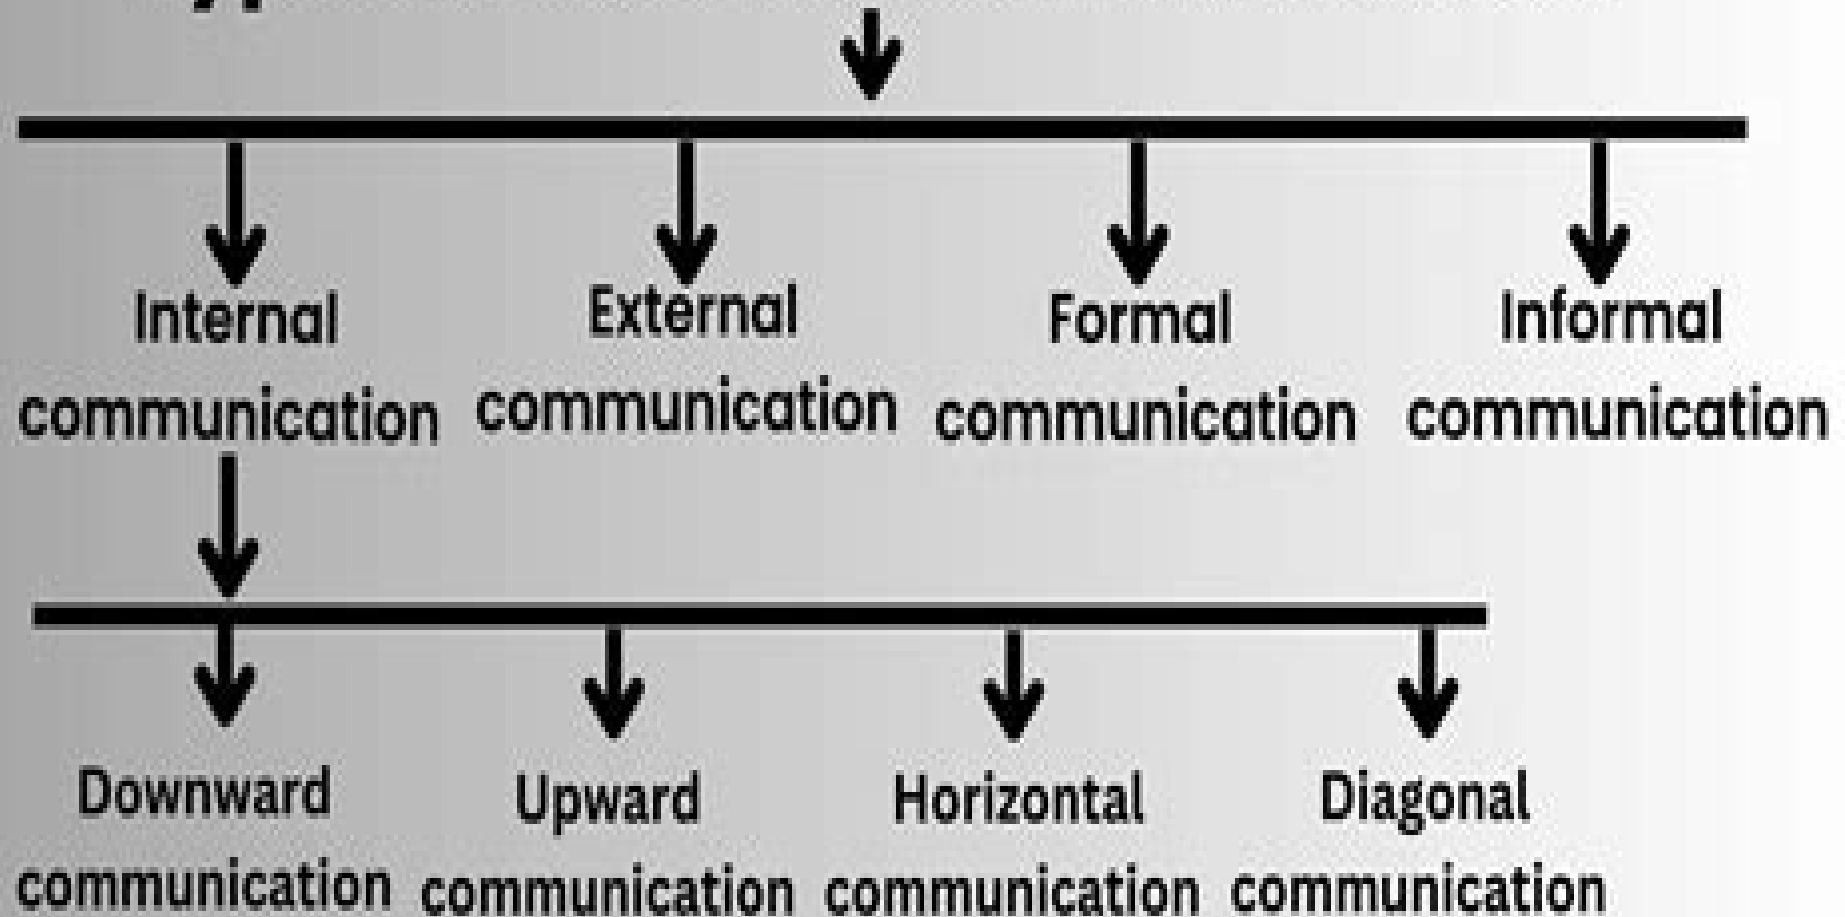 Internal External Formal Informal
communication communication communication communication
Downward Upward Horizontal Diagonal
communication communication communication communication